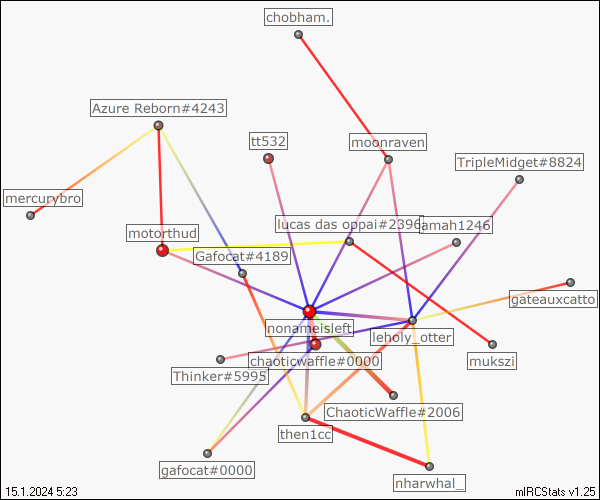 chobham.
Azure Reborn#4243
tt532
moonraven
TripleMidget#8824
mercurybro
motorthud
lucas das oppai#2396
amah1246
Gafocat#4189
gateauxcatto
nonameisleft
leholy_otter
chaoticwaffle#0000
mukszi
Thinker#5995
ChaoticWaffle#2006
then1cc
gafocat#0000
nharwhal_
15.1.2024 5:23
mIRCStats v1.25